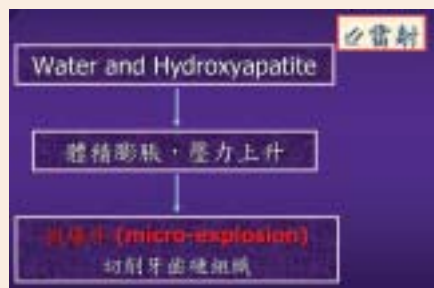 雷射
Water and Hydroxyapatite
體積膨脹，壓力上升
(micro-explosion)
切削牙齒硬組織